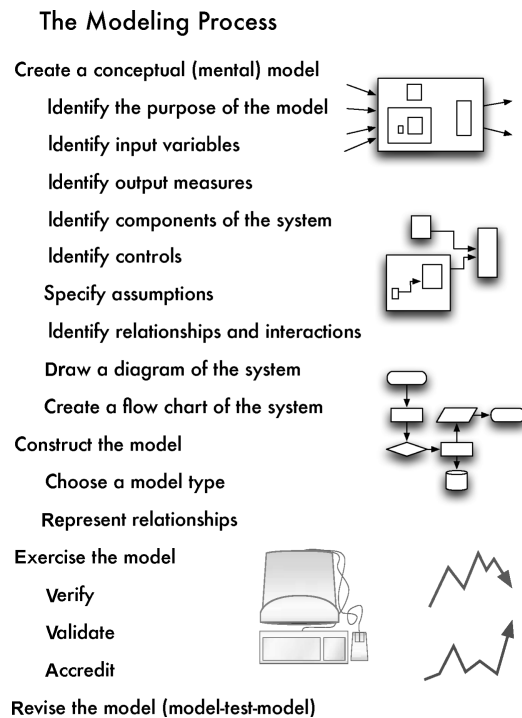 The Modeling Process
Create a conceptual (mental) model
Identify the purpose of the model
Identify input variables
Identify output measures
Identify components of the system
Identify controls
Specify assumptions
Identify relationships and interactions
Draw a diagram of the system
Create a flow chart of the system
Construct the model
Choose a model type
Represent relationships
Exercise the model
Verify
Validate
Accredit
Revise the model (model-test-model)